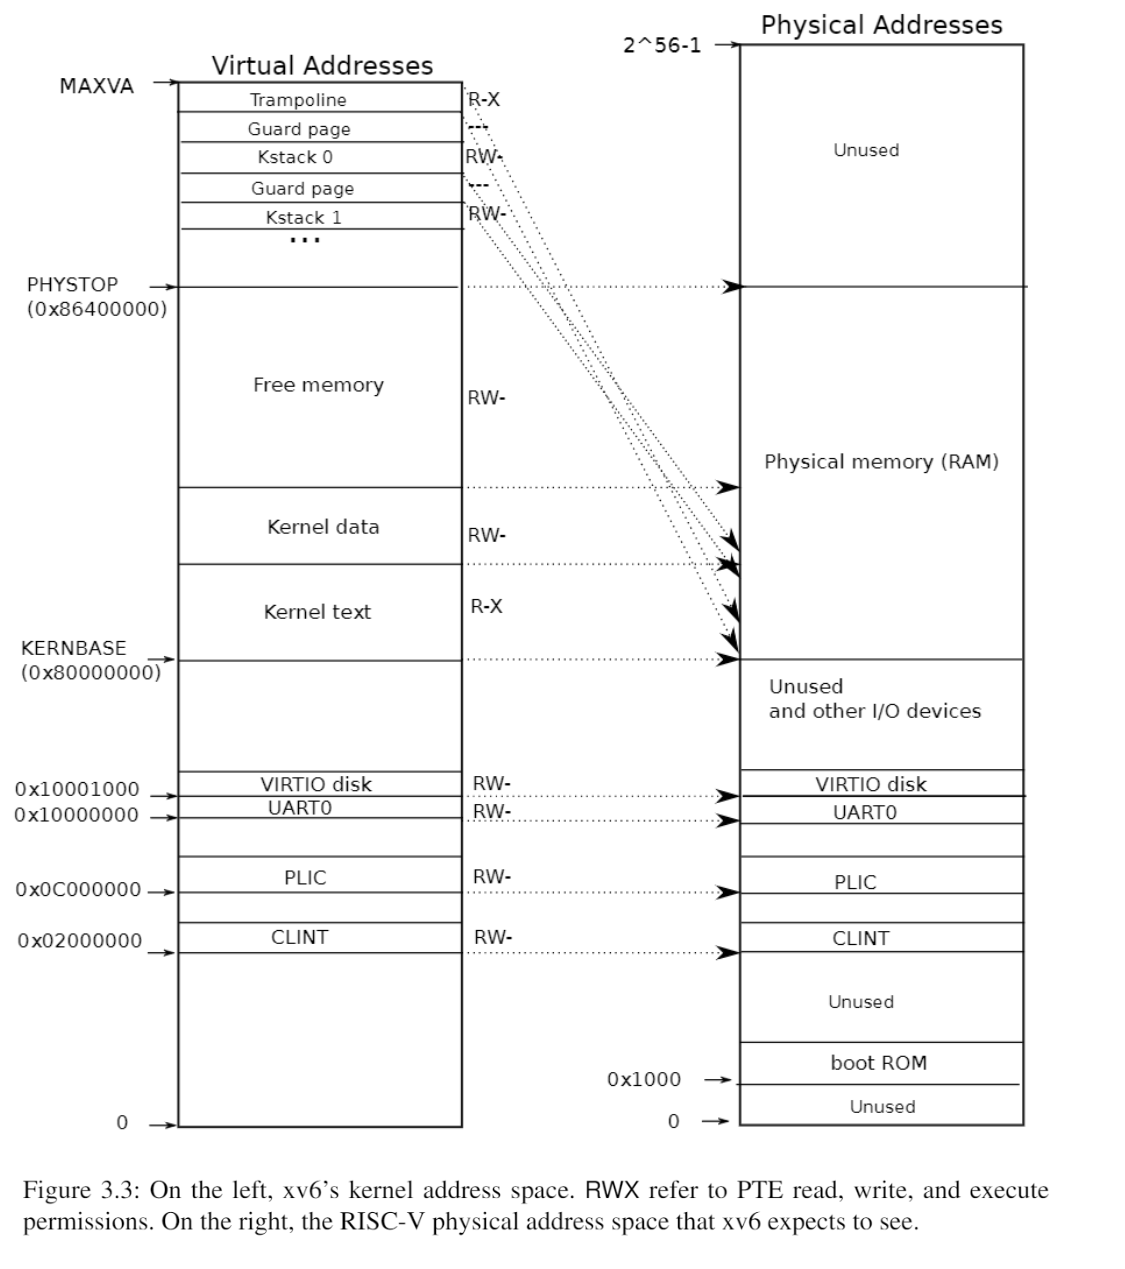 Physical Addresses
2^56-1
Virtual Addresses
MAXVA
Trampoline
R-X
Guard page
---
Unused
Kstack 0
RW-
Guard page
---
Kstack 1
RW-
...
PHYSTOP
(0x86400000)
Free memory
RW-
Physical memory (RAM)
Kernel data
RW-
Kernel text
R-X
KERNBASE
(0x80000000)
Unused
and other I/O devices
0x10001000
VIRTIO disk
RW-
VIRTIO disk
0x10000000
UART0
RW-
UART0
0x0C000000
PLIC
RW-
PLIC
0x02000000
CLINT
RW-
CLINT
Unused
boot ROM
0x1000
Unused
0
0
Figure 3.3: On the left, xv6's kernel address space. RWX refer to PTE read, write, and execute
permissions. On the right, the RISC-V physical address space that xv6 expects to see.